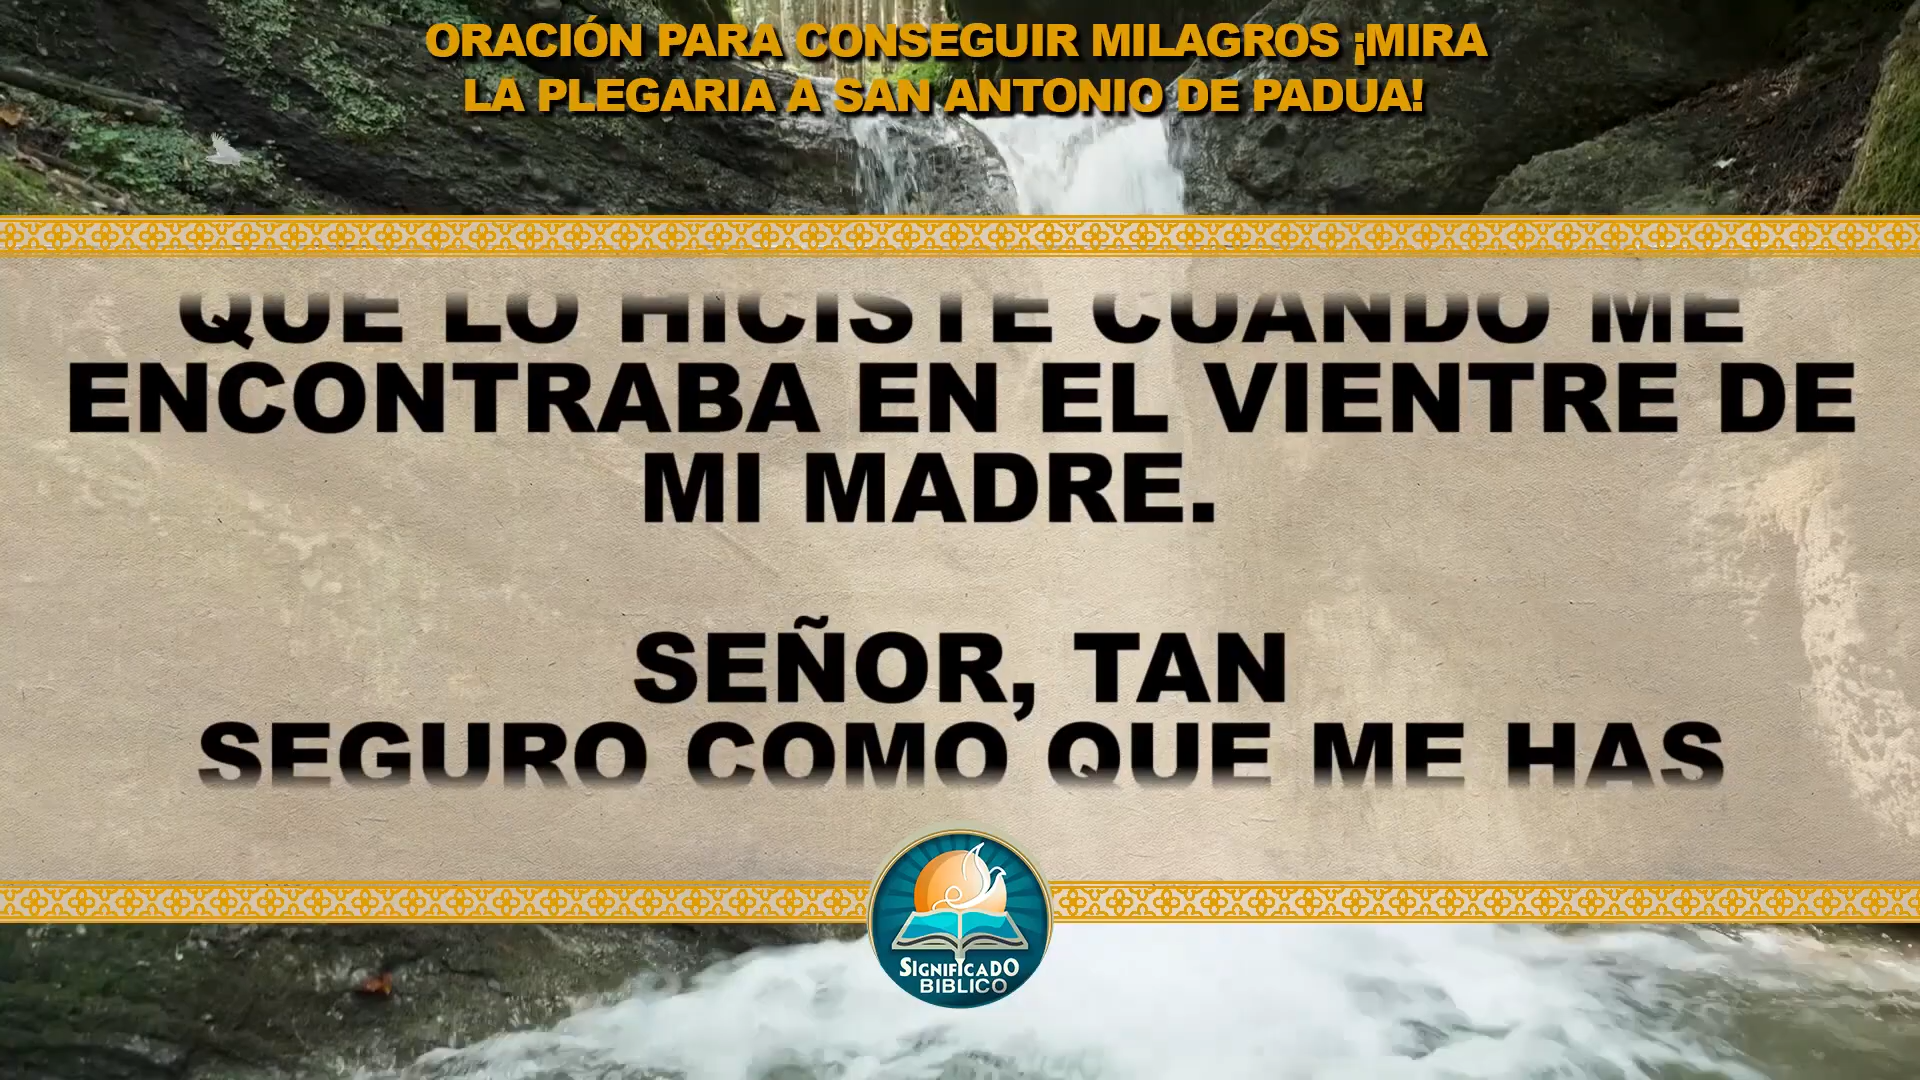 ORACIÓN PARA CONSEGUIR MILAGROS ¡MIRA
LA PLEGARIA A SAN ANTONIO DE PADUA!
QUE LO HICISTE CUANDO ME
ENCONTRABA EN EL VIENTRE DE
MI MADRE.
SEÑOR, TAN
SEGURO COMO QUE ME HAS
SIGNIFICADO
BIBLICO